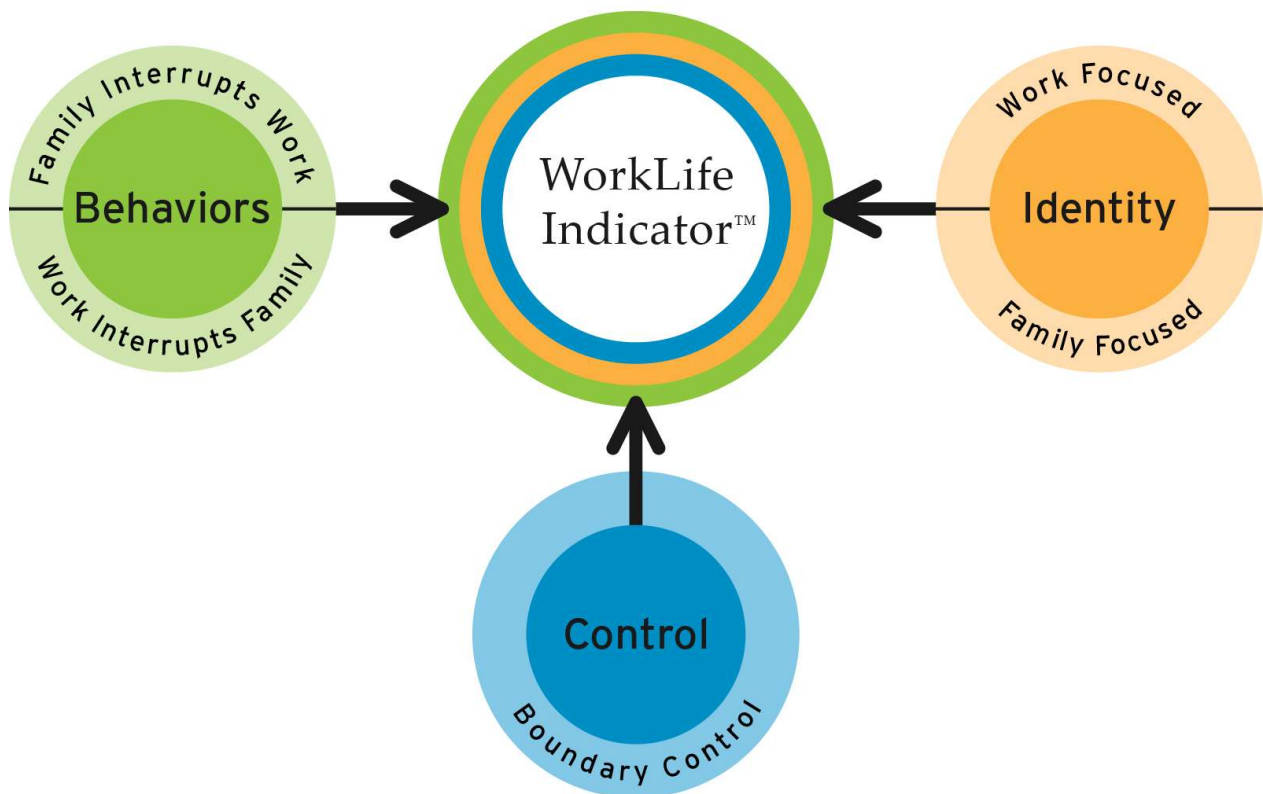 Family Interrupts Work
Behaviors
Work Interrupts Family
WorkLife
Indicator™
Work Focused
Identity
Family Focused
Control
Boundary Control